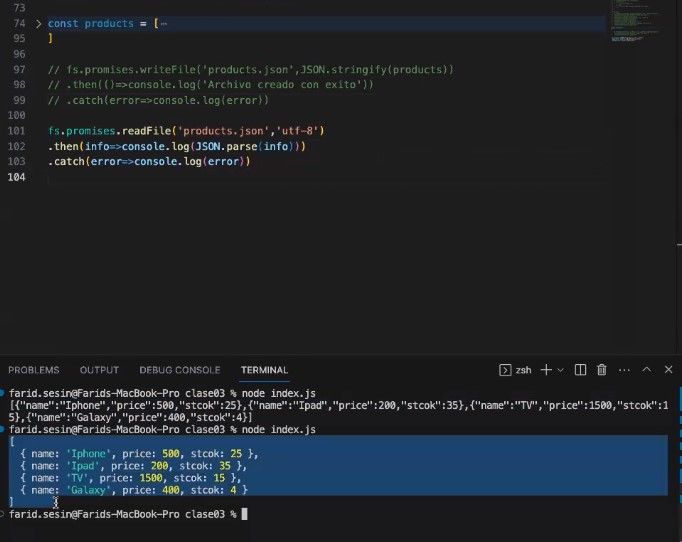 73
74 > const products = [–
95 ]
96
97 // fs.promises.writeFile('products.json',JSON.stringify(products))
98 // .then(()=>console.log('Archivo creado con exito'))
99 // .catch(error=>console.log(error))
100
101 fs.promises.readFile('products.json','utf-8')
102 .then(info=>console.log(JSON.parse(info)))
103 .catch(error=>console.log(error))
104
PROBLEMS OUTPUT DEBUG CONSOLE TERMINAL zsh
farid.sesin@Farids-MacBook-Pro clase03 % node index.js
[{"name":"Iphone","price":500,"stcok":25},{"name":"Ipad","price":200,"stcok":35},{"name":"TV","price":1500,"stcok":1
5},{"name":"Galaxy","price":400,"stcok":4}]
farid.sesin@Farids-MacBook-Pro clase03 % node index.js
[
{ name: 'Iphone', price: 500, stcok: 25 },
{ name: 'Ipad', price: 200, stcok: 35 },
{ name: 'TV', price: 1500, stcok: 15 },
{ name: 'Galaxy', price: 400, stcok: 4 }
]
farid.sesin@Farids-MacBook-Pro clase03 %